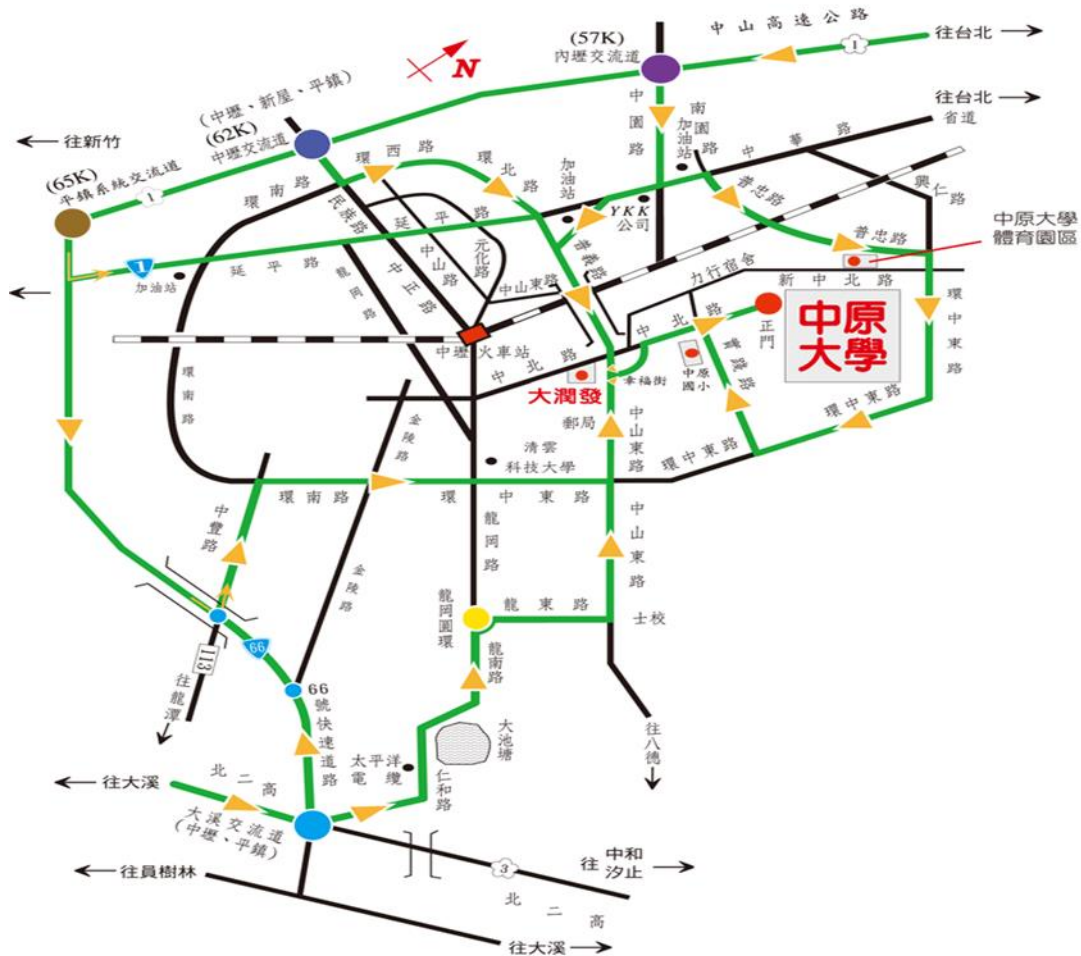 (57K)
內壢交流道
中山高速公路
1
往台北
N
(中壢、新屋、平鎮)
(62K)
中壢交流道
往新竹
(65K)
平鎮系統交流道
1
往台北
省道
中園路
南園路
加油站
中華路
環西路
環北路
加油站
環南路
民族路
延平路
YKK
公司
普忠路
興仁路
中原大學
體育園區
普忠路
元化路
中山路
中正路
普義路
力行宿舍
新中北路
1
延平路
加油站
龍岡路
中山東路
環中東路
中壢火車站
中北路
中北路
正門
中原
大學
實踐路
中原
國小
幸福街
大潤發
環南路
郵局
中山東路
環中東路
環中東路
金陵路
清雲
科技大學
環南路
環中東路
中豐路
龍岡路
中山東路
金陵路
龍岡圓環
龍東路
士校
66
113
往龍潭
66
號快速道路
龍南路
大池塘
往八德
太平洋
電纜
仁和路
往大溪
北二高
大溪交流道
(中壢、平鎮)
往員樹林
3
往
中和
汐止
北二高
往大溪